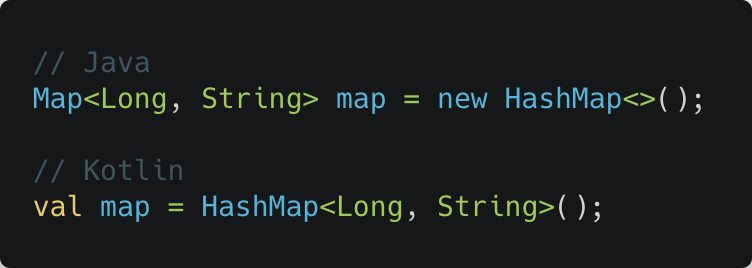 // Java
Map<Long, String> map = new HashMap<>();
// Kotlin
val map = HashMap<Long, String>();